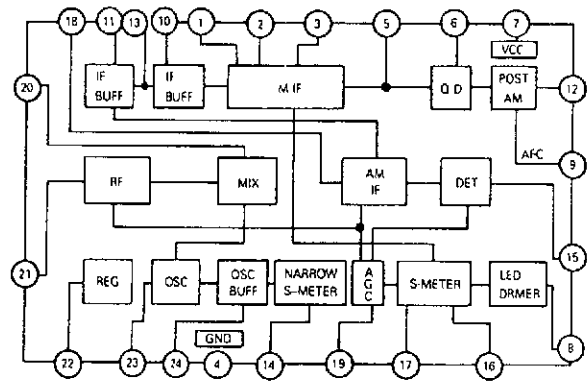 18 11 13 10 1 2 3 5 6 7
VCC
20 IF IF M.IF Q.D POST 12
BUFF BUFF AM
AFC 9
RF MIX AM DET
IF
15
21
REG OSC OSC NARROW A S-METER LED
BUFF S-METER G DRMER
C
GND
8
22 23 24 4 14 19 17 16